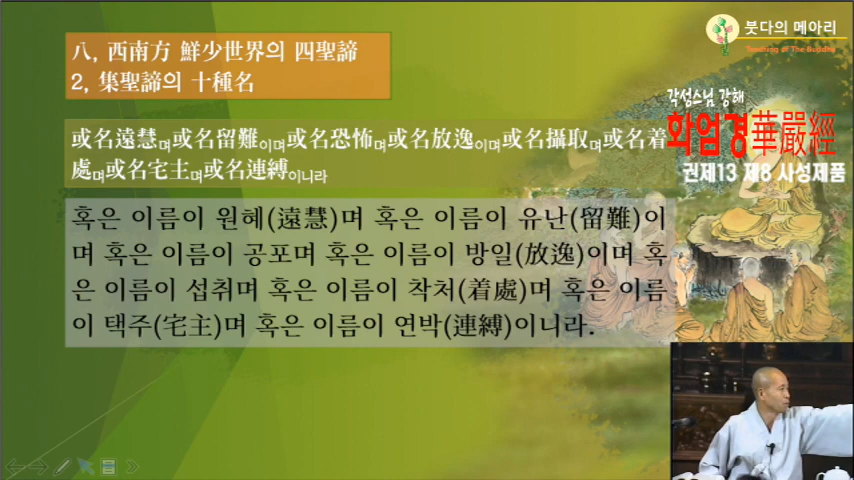 八, 西南方 鮮少世界의 四聖諦
2, 集聖諦의 十種名
붓다의 메아리
Teaching of The Buddha
각성스님 강해
화엄경華嚴經
권제13 제8 사성제품
或名遠慧며或名留難이며或名恐怖며或名放逸이며或名攝取며或名着
處며或名宅主며或名連縛이니라
혹은 이름이 원혜(遠慧)며 혹은 이름이 유난(留難)이
며 혹은 이름이 공포며 혹은 이름이 방일(放逸)이며 혹
은 이름이 섭취며 혹은 이름이 착처(着處)며 혹은 이름
이 택주(宅主)며 혹은 이름이 연박(連縛)이니라.